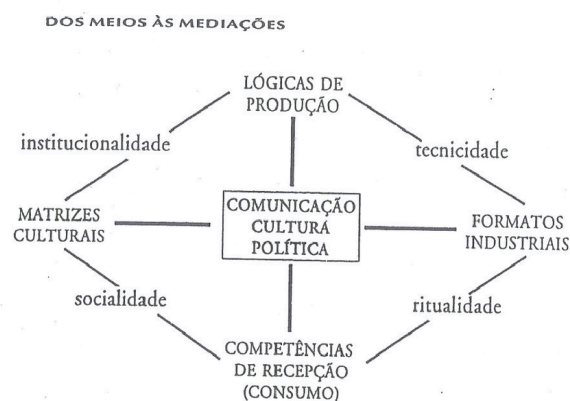 DOS MEIOS ÀS MEDIAÇÕES
LÓGICAS DE
PRODUÇÃO
institucionalidade
tecnicidade
MATRIZES
CULTURAIS
COMUNICAÇÃO
CULTURA
POLÍTICA
FORMATOS
INDUSTRIAIS
socialidade
ritualidade
COMPETÊNCIAS
DE RECEPÇÃO
(CONSUMO)